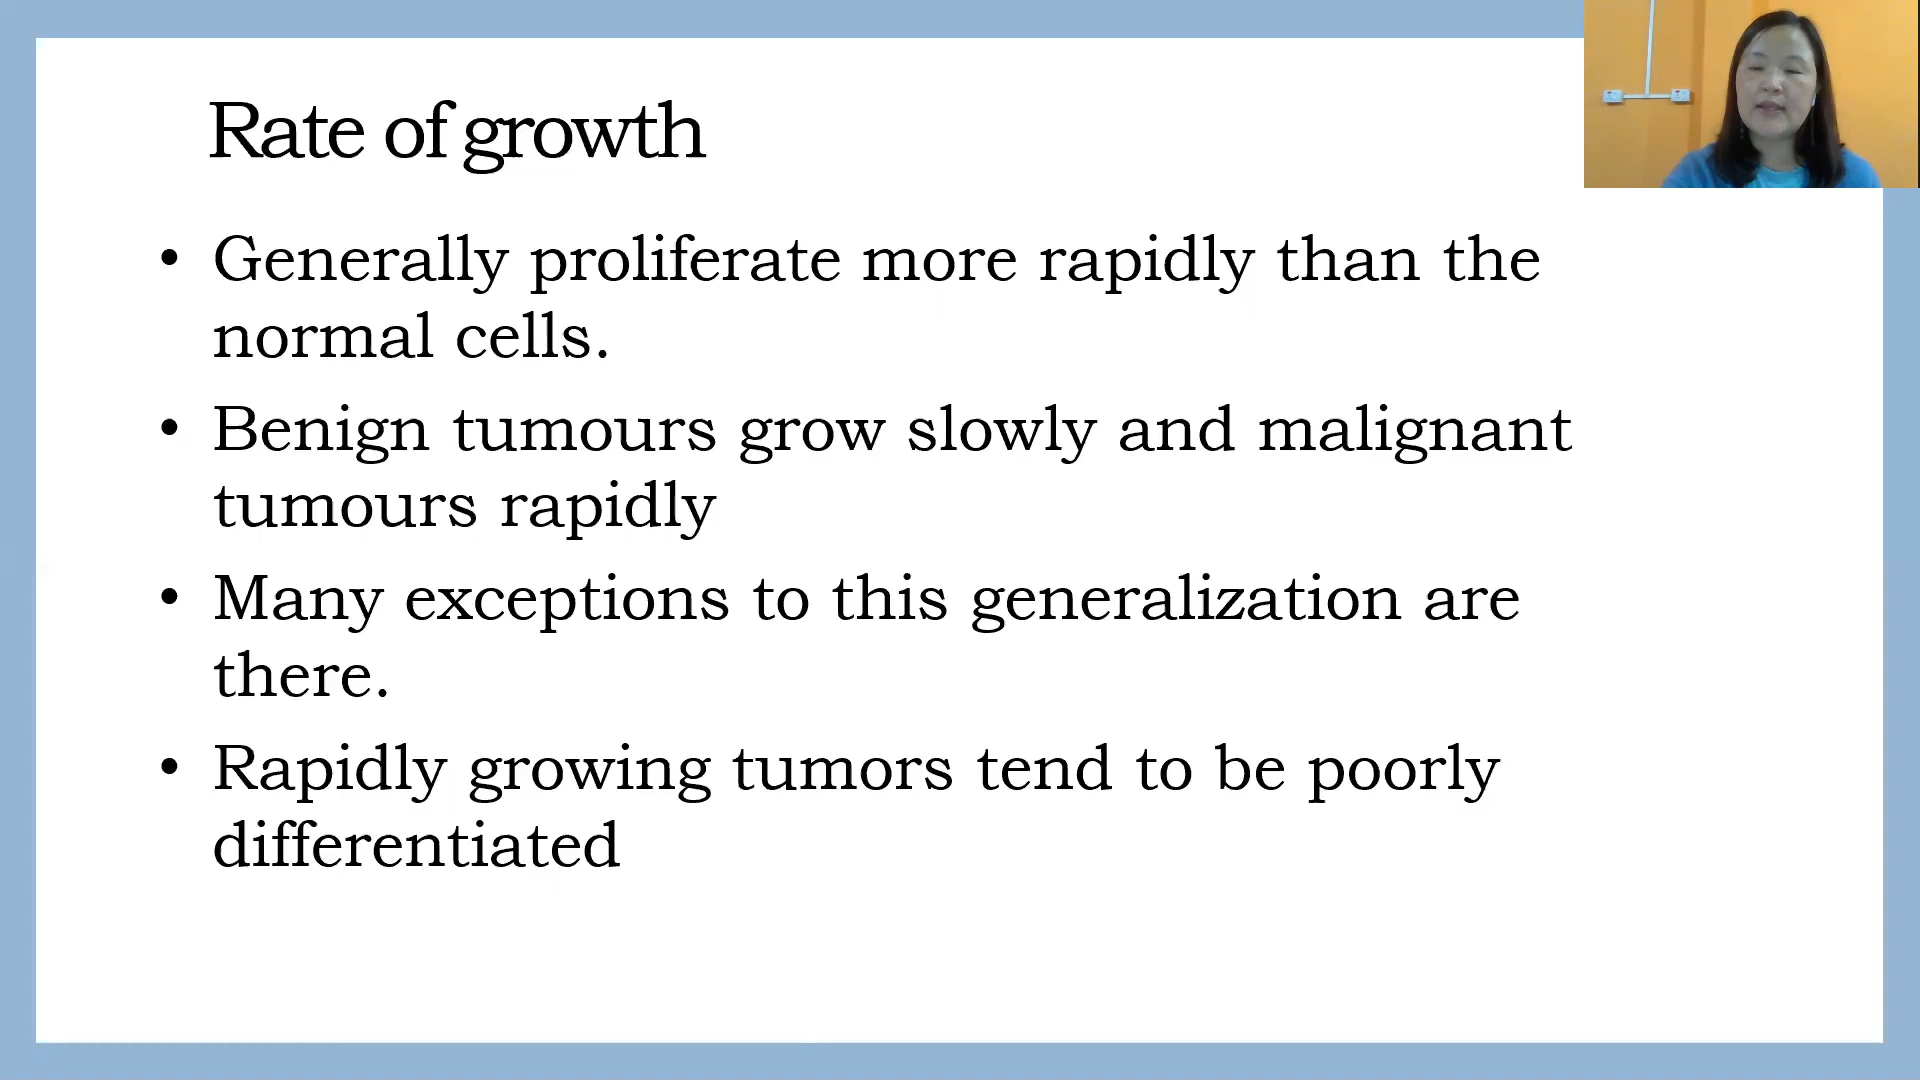 Rate of growth
• Generally proliferate more rapidly than the
normal cells.
• Benign tumours grow slowly and malignant
tumours rapidly
• Many exceptions to this generalization are
there.
• Rapidly growing tumors tend to be poorly
differentiated